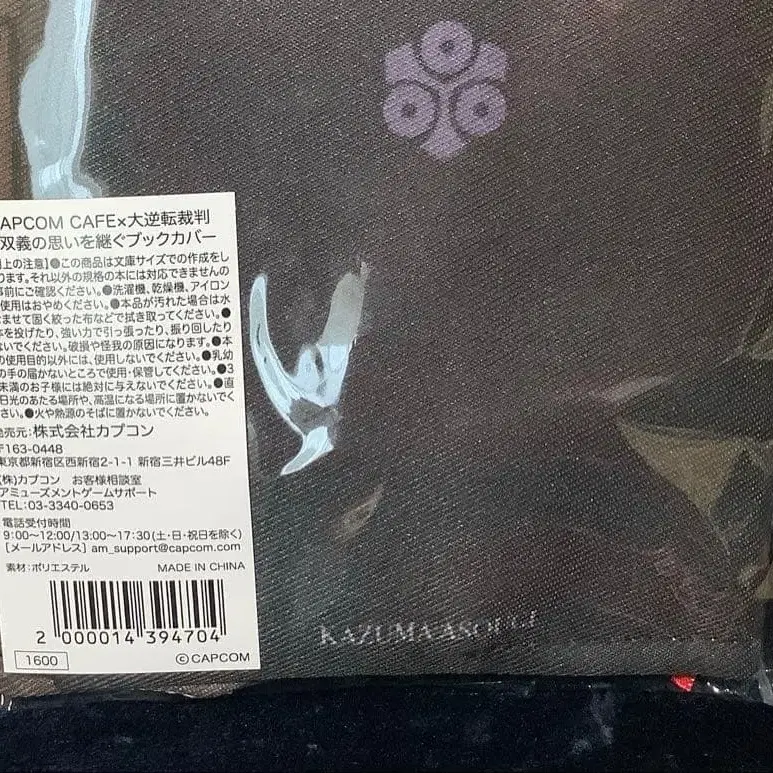 APCOM CAFE×大逆転裁判
双義の思いを継ぐブックカバー
上の注意】●この商品は文庫サイズでの作成をし
ります。それ以外の規格の本には対応できませんの
事前にご確認ください。●洗濯機、乾燥機、アイロン
使用はおやめください。●本品が汚れた場合は水
ませて固く絞った布などで拭き取ってください。●
を投げたり、強い力で引っ張ったり、振り回したり
ないでください。破損や怪我の原因になります。●本
の使用目的以外には、使用しないでください。●乳幼
の手の届かないところで使用・保管してください。●3
未満のお子様には絶対に与えないでください。●直
日光のあたる場所や、高温になる場所に置かないでく
さい。●火や熱源のそばに置かないでください。
売元:株式会社カプコン
〒163-0448
東京都新宿区西新宿2-1-1 新宿三井ビル48F
(株)カプコン お客様相談室
アミューズメントゲームサポート
TEL:03-3340-0653
電話受付時間
9:00～12:00/13:00～17:30(土・日・祝日を除く)
[メールアドレス] am_support@capcom.com
素材:ポリエステル MADE IN CHINA
2 000014 394704
1600 ©CAPCOM
KAZUMA ASOUGI